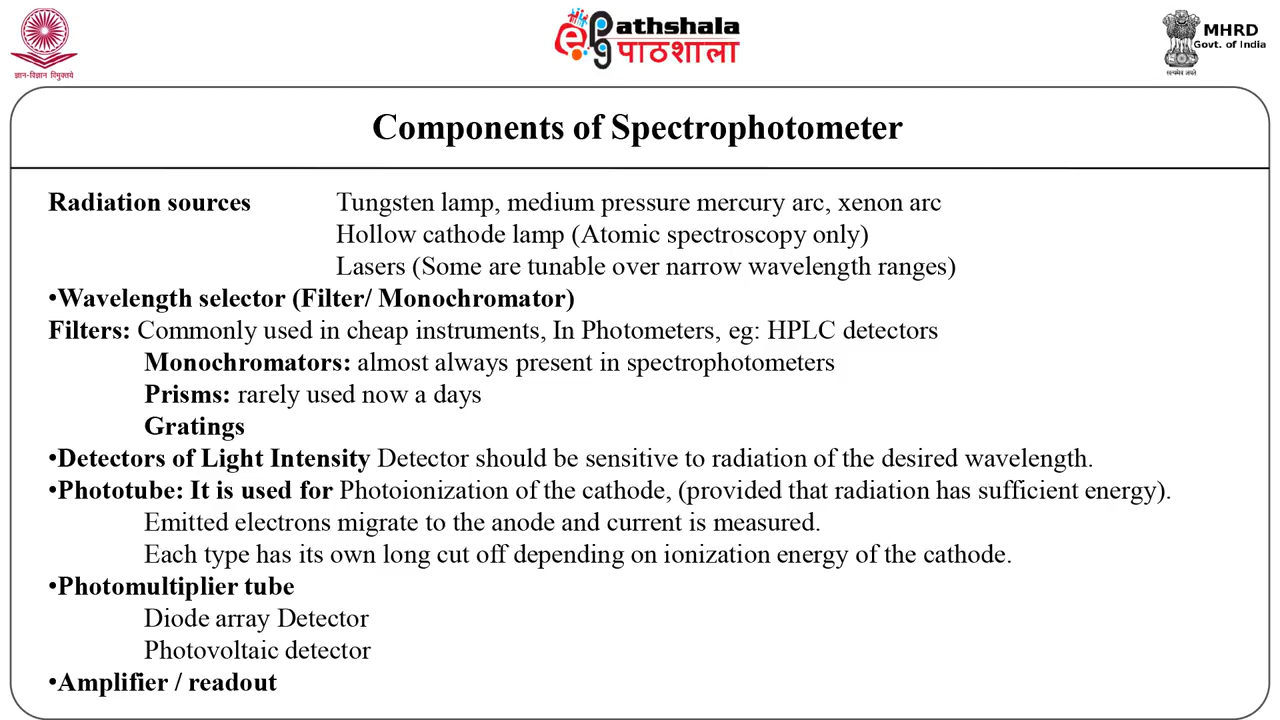 ज्ञान-विज्ञान विमुक्तये
ePathshala
पाठशाला
MHRD
Govt. of India
सत्यमेव जयते
Components of Spectrophotometer
Radiation sources Tungsten lamp, medium pressure mercury arc, xenon arc
Hollow cathode lamp (Atomic spectroscopy only)
Lasers (Some are tunable over narrow wavelength ranges)
•Wavelength selector (Filter/ Monochromator)
Filters: Commonly used in cheap instruments, In Photometers, eg: HPLC detectors
Monochromators: almost always present in spectrophotometers
Prisms: rarely used now a days
Gratings
•Detectors of Light Intensity Detector should be sensitive to radiation of the desired wavelength.
•Phototube: It is used for Photoionization of the cathode, (provided that radiation has sufficient energy).
Emitted electrons migrate to the anode and current is measured.
Each type has its own long cut off depending on ionization energy of the cathode.
•Photomultiplier tube
Diode array Detector
Photovoltaic detector
•Amplifier / readout